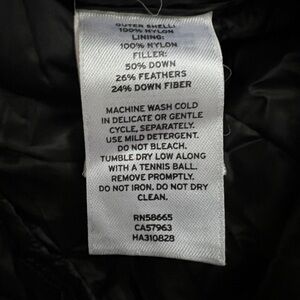 OUTER SHELL:
100% NYLON
LINING:
100% NYLON
FILLER:
50% DOWN
26% FEATHERS
24% DOWN FIBER
MACHINE WASH COLD
IN DELICATE OR GENTLE
CYCLE, SEPARATELY.
USE MILD DETERGENT.
DO NOT BLEACH.
TUMBLE DRY LOW ALONG
WITH A TENNIS BALL.
REMOVE PROMPTLY.
DO NOT IRON, DO NOT DRY
CLEAN.
RN58665
CA57963
HA310828